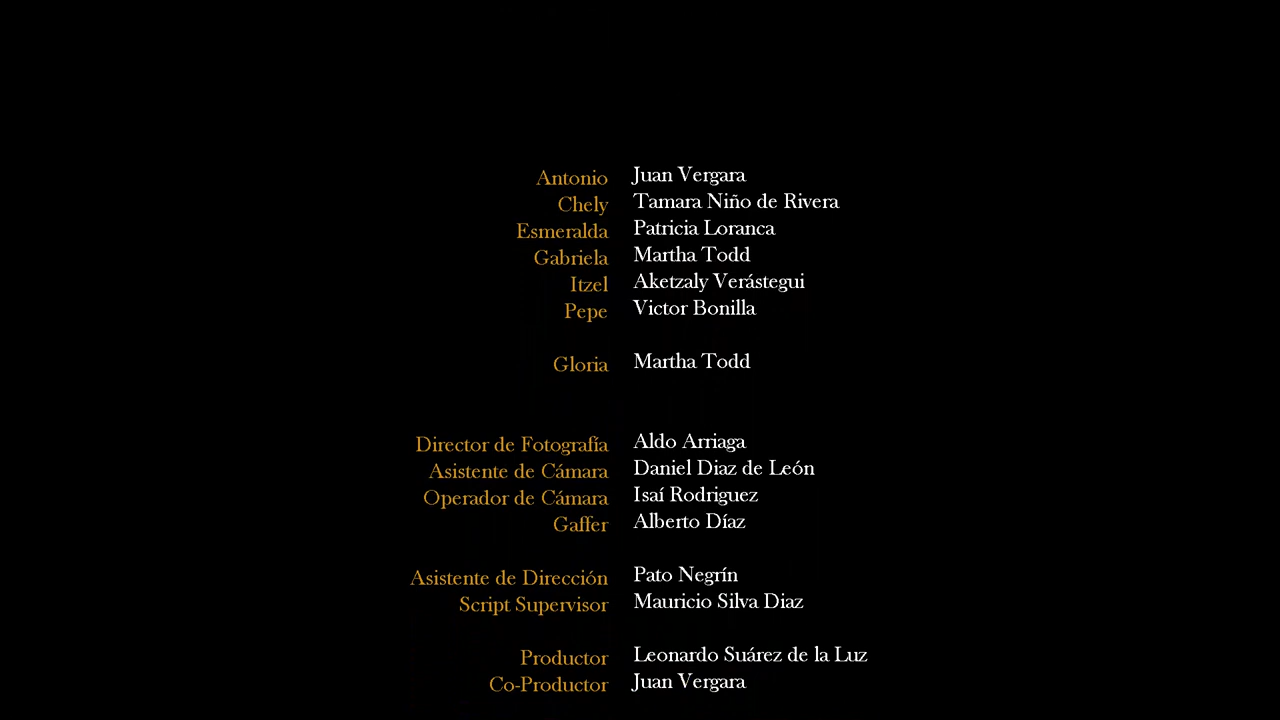 Antonio Juan Vergara
Chely Tamara Niño de Rivera
Esmeralda Patricia Loranca
Gabriela Martha Todd
Itzel Aketzaly Verástegui
Pepe Victor Bonilla
Gloria Martha Todd
Director de Fotografía Aldo Arriaga
Asistente de Cámara Daniel Diaz de León
Operador de Cámara Isaí Rodriguez
Gaffer Alberto Díaz
Asistente de Dirección Pato Negrín
Script Supervisor Mauricio Silva Diaz
Productor Leonardo Suárez de la Luz
Co-Productor Juan Vergara